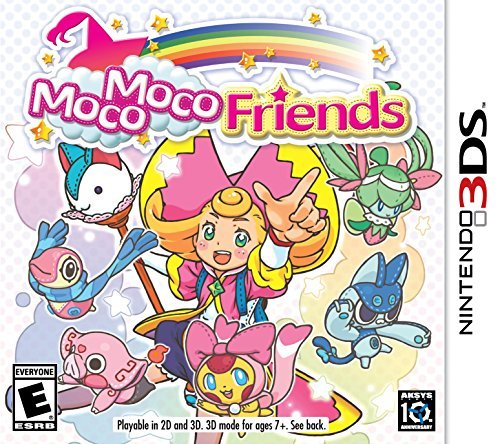 Moco Moco Friends
NINTENDO 3DS
EVERYONE
E
ESRB
Playable in 2D and 3D. 3D mode for ages 7+. See back.
AKSYS
10
ANNIVERSARY